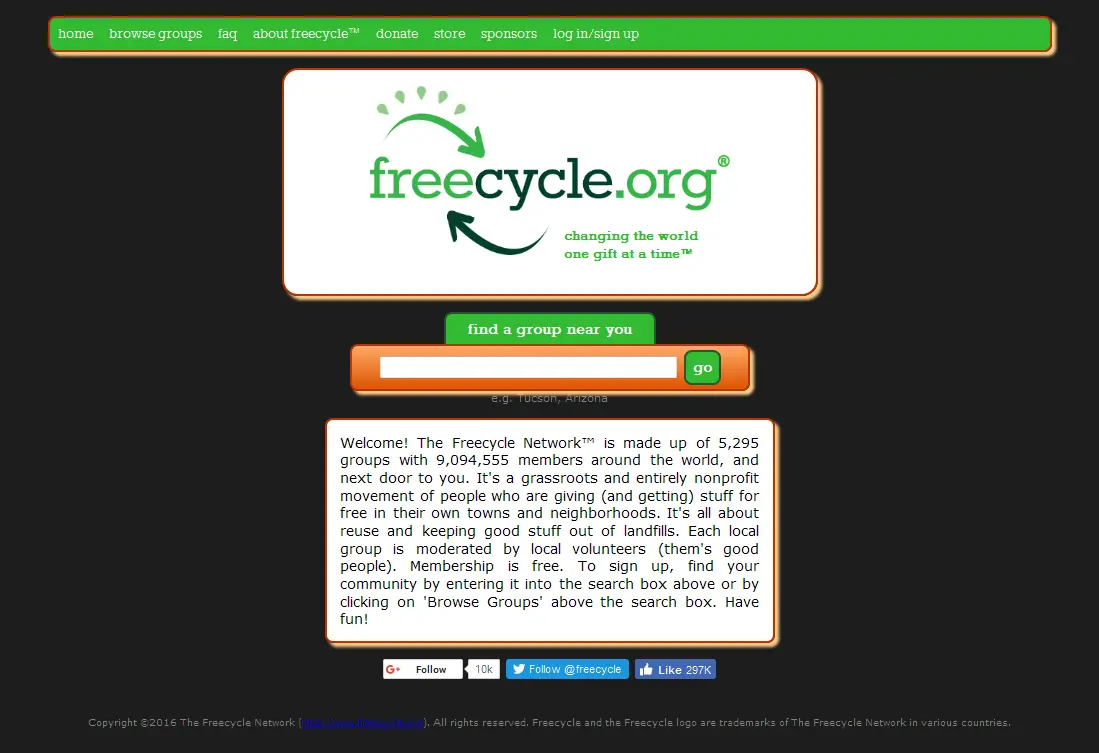 home browse groups faq about freecycle™ donate store sponsors log in/sign up
freecycle.org®
changing the world
one gift at a time™
find a group near you
go
e.g. Tucson, Arizona
Welcome! The Freecycle Network™ is made up of 5,295
groups with 9,094,555 members around the world, and
next door to you. It's a grassroots and entirely nonprofit
movement of people who are giving (and getting) stuff for
free in their own towns and neighborhoods. It's all about
reuse and keeping good stuff out of landfills. Each local
group is moderated by local volunteers (them's good
people). Membership is free. To sign up, find your
community by entering it into the search box above or by
clicking on 'Browse Groups' above the search box. Have
fun!
G+ Follow 10k Follow @freecycle Like 297K
Copyright ©2016 The Freecycle Network . All rights reserved. Freecycle and the Freecycle logo are trademarks of The Freecycle Network in various countries.